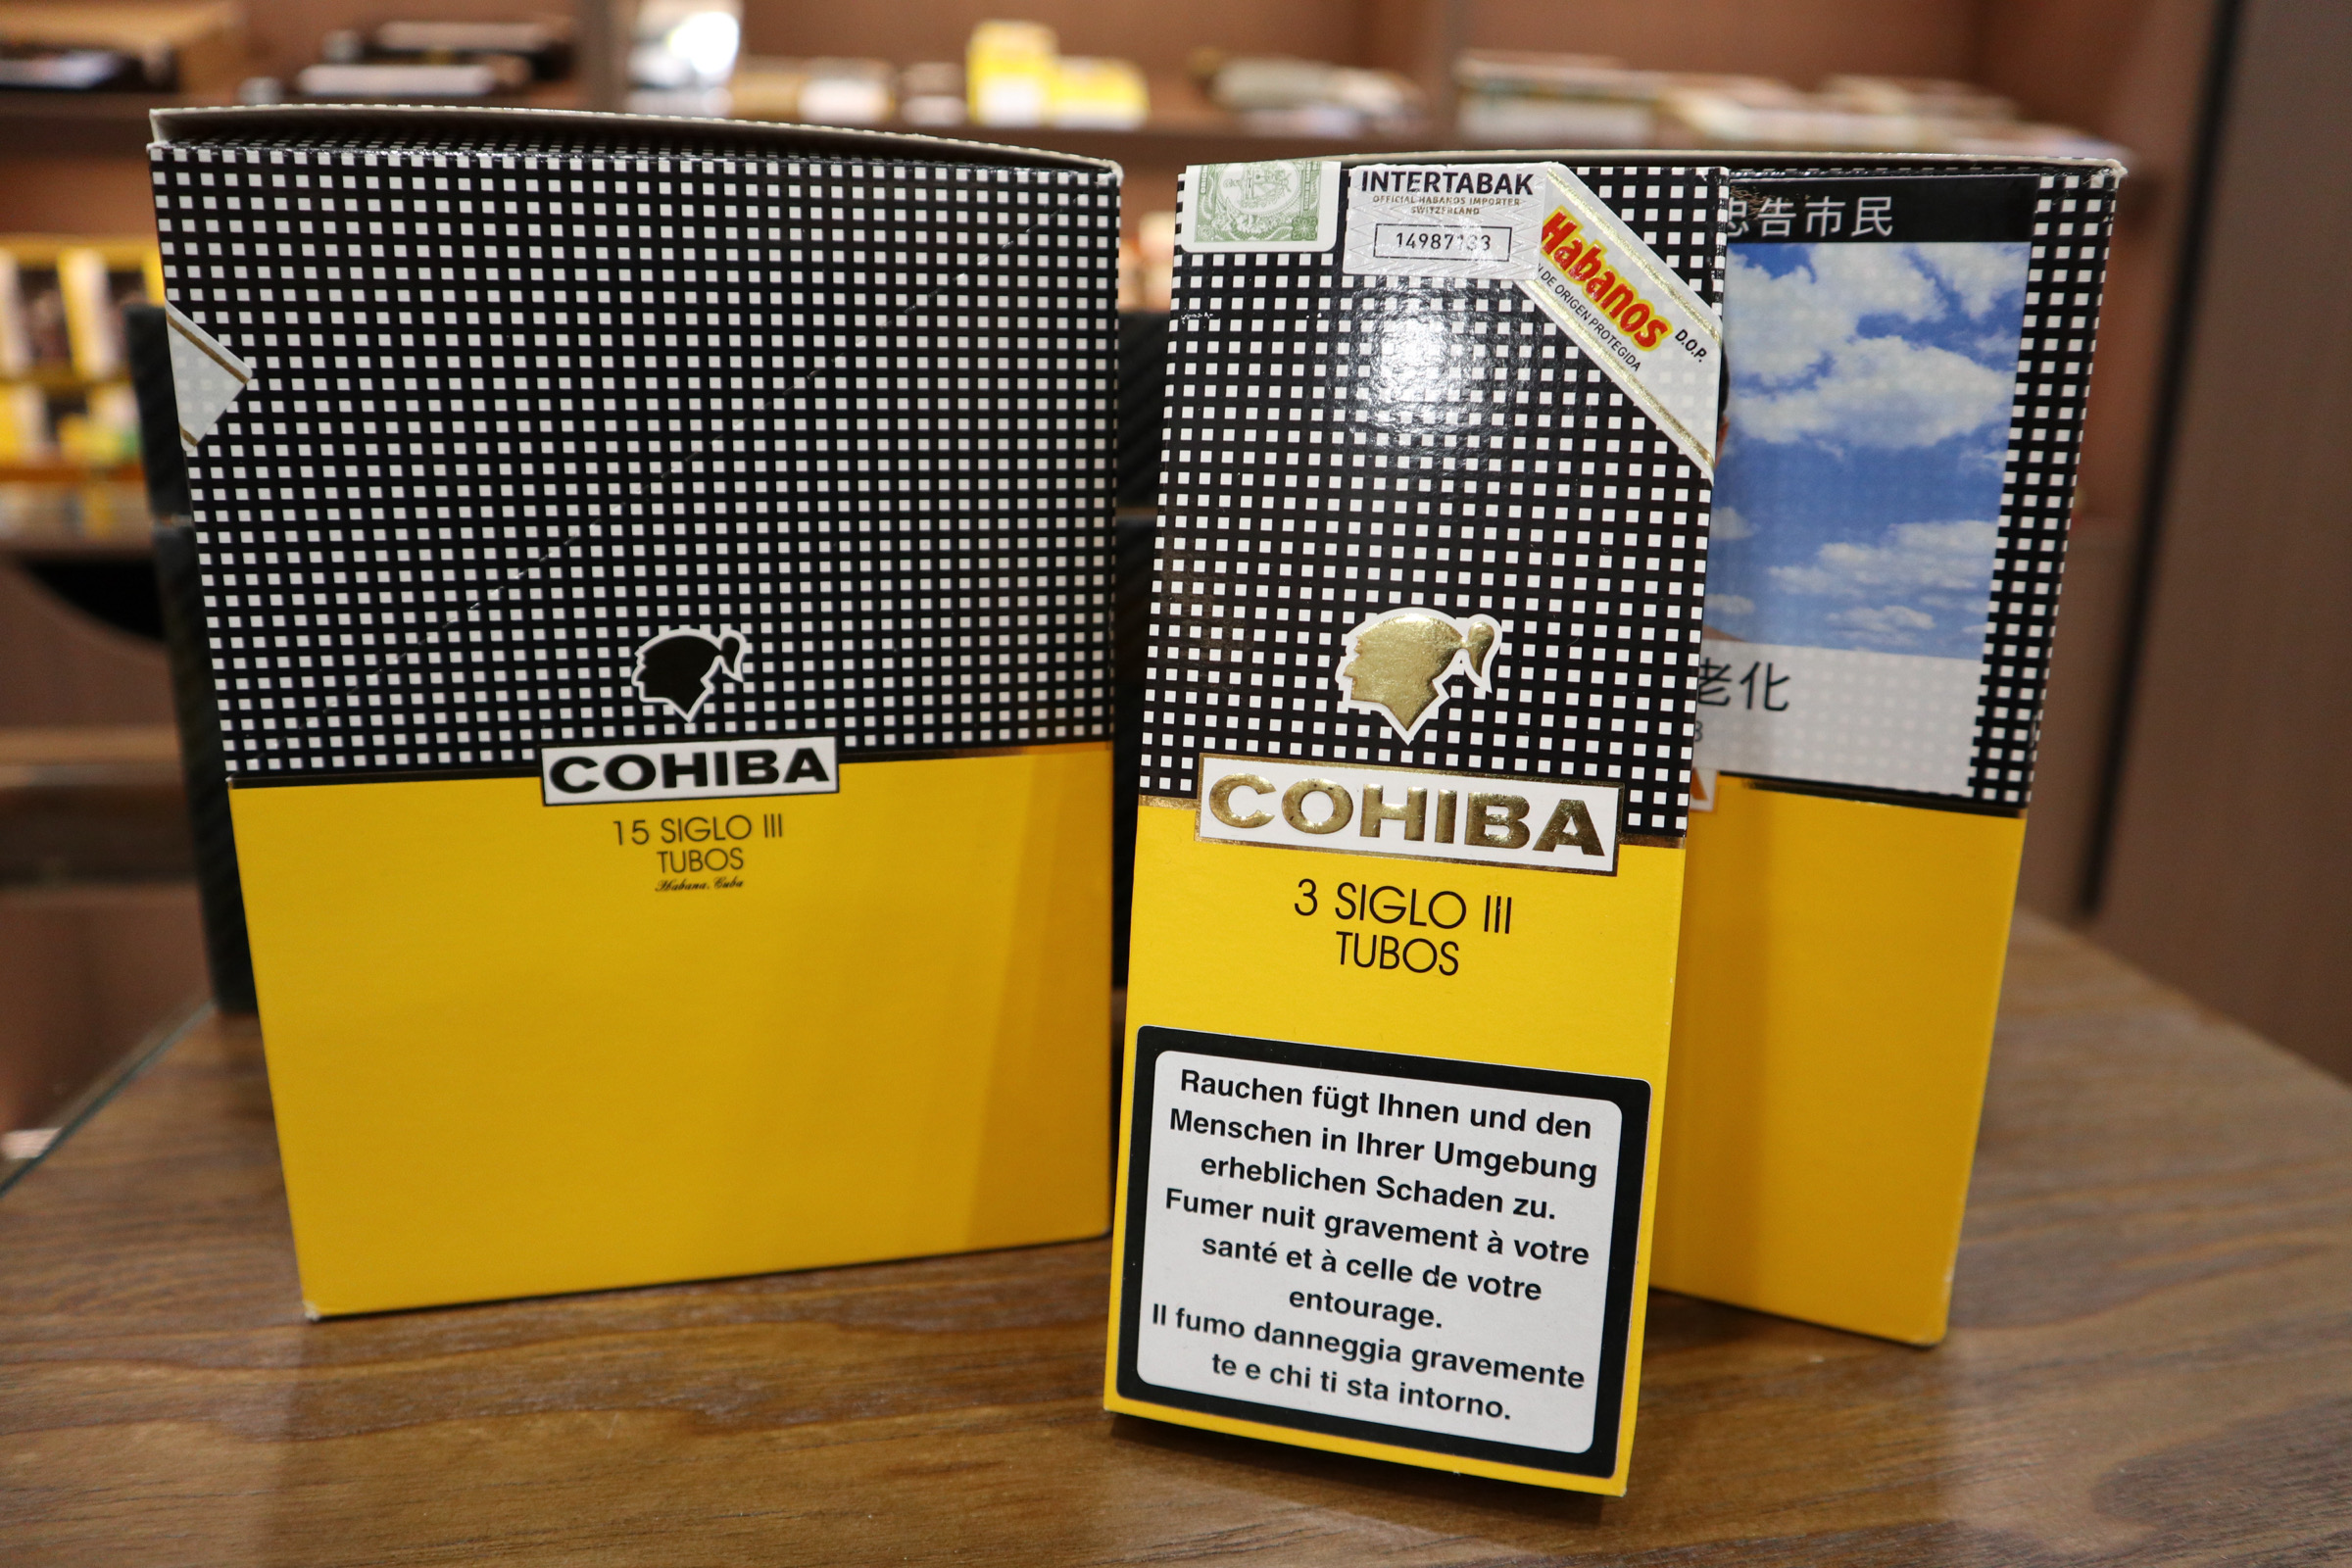 COHIBA
15 SIGLO III
TUBOS
Habana, Cuba
INTERTABAK
OFFICIAL HABANOS IMPORTER
SWITZERLAND
14987133
Habanos
DE ORIGEN PROTEGIDA
D.O.P.
COHIBA
3 SIGLO III
TUBOS
Rauchen fügt Ihnen und den
Menschen in Ihrer Umgebung
erheblichen Schaden zu.
Fumer nuit gravement à votre
santé et à celle de votre
entourage.
Il fumo danneggia gravemente
te e chi ti sta intorno.
忠告市民
老化